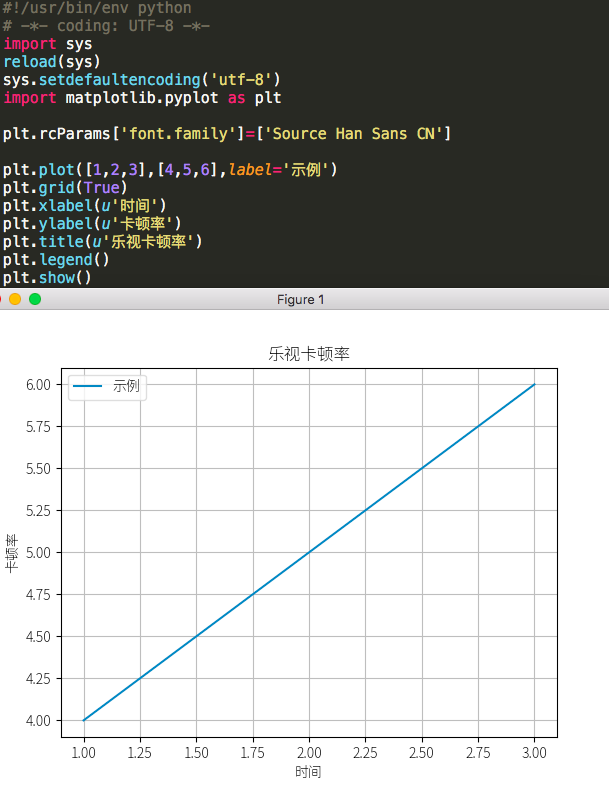 #!/usr/bin/env python
# -*- coding: UTF-8 -*-
import sys
reload(sys)
sys.setdefaultencoding('utf-8')
import matplotlib.pyplot as plt
plt.rcParams['font.family']=['Source Han Sans CN']
plt.plot([1,2,3],[4,5,6],label='示例')
plt.grid(True)
plt.xlabel(u'时间')
plt.ylabel(u'卡顿率')
plt.title(u'乐视卡顿率')
plt.legend()
plt.show()
Figure 1
乐视卡顿率
示例
6.00
5.75
5.50
5.25
5.00
4.75
4.50
4.25
4.00
卡顿率
1.00 1.25 1.50 1.75 2.00 2.25 2.50 2.75 3.00
时间